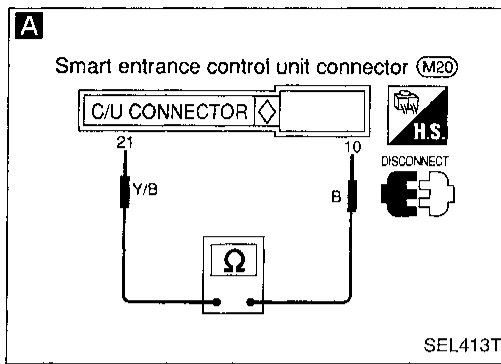 A
Smart entrance control unit connector M20
C/U CONNECTOR
H.S.
21
10
DISCONNECT
Y/B
B
Ω
SEL413T